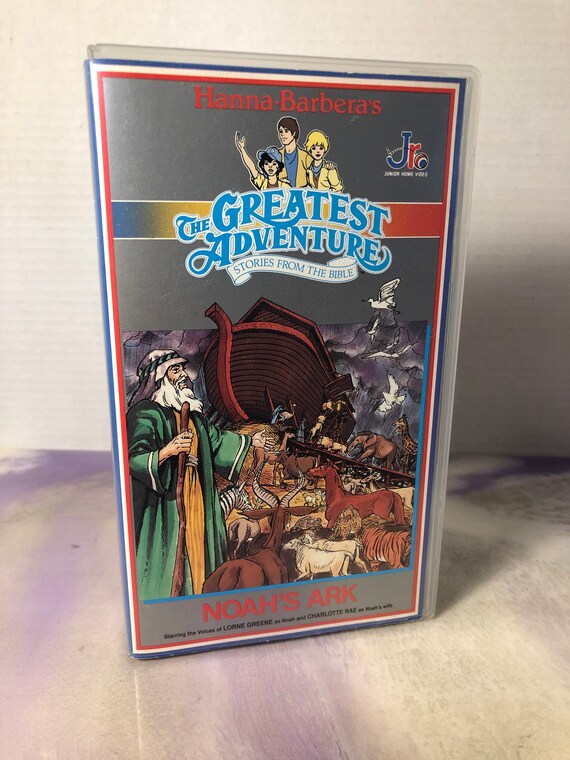 Hanna-Barbera's
Jr
JUNIOR HOME VIDEO
THE GREATEST
ADVENTURE
STORIES FROM THE BIBLE
NOAH'S ARK
Starring the Voices of LORNE GREENE as Noah and CHARLOTTE RAE as Noah's wife